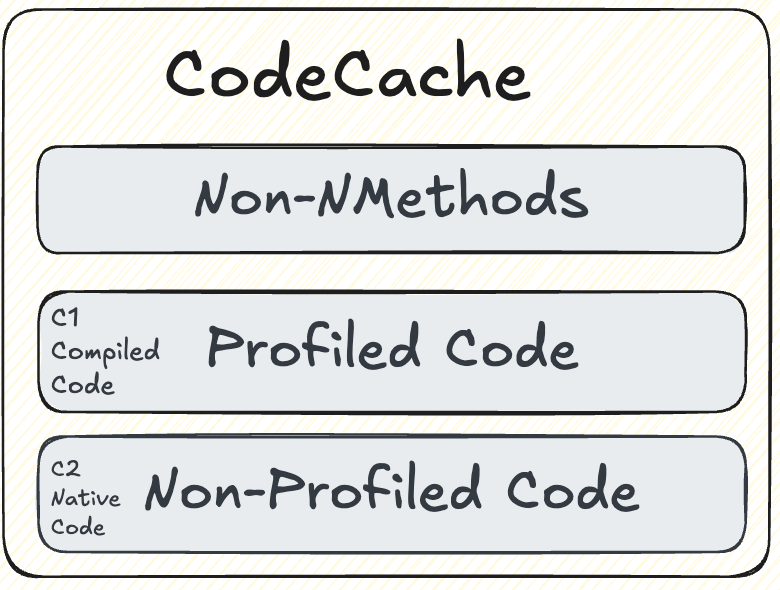 CodeCache
Non-NMethods
C1
Compiled
Code
Profiled Code
C2
Native
Code
Non-Profiled Code